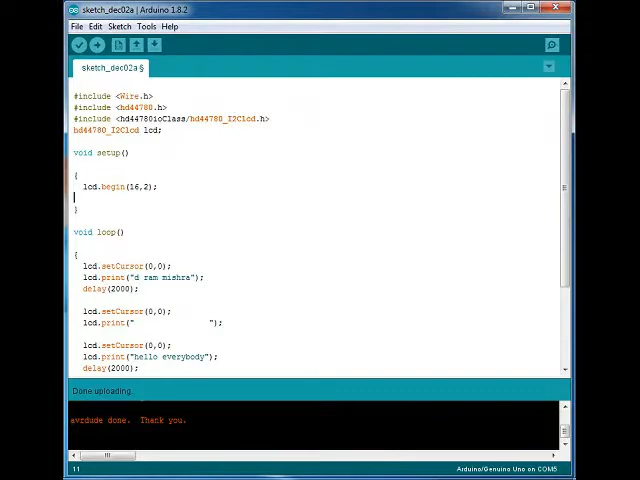 sketch_dec02a | Arduino 1.8.2
File Edit Sketch Tools Help
sketch_dec02a §
#include <Wire.h>
#include <hd44780.h>
#include <hd44780ioClass/hd44780_I2Clcd.h>
hd44780_I2Clcd lcd;
void setup()
{
lcd.begin(16,2);
}
void loop()
{
lcd.setCursor(0,0);
lcd.print("d ram mishra");
delay(2000);
lcd.setCursor(0,0);
lcd.print("                ");
lcd.setCursor(0,0);
lcd.print("hello everybody");
delay(2000);
Done uploading.
avrdude done.  Thank you.
11
Arduino/Genuino Uno on COM5